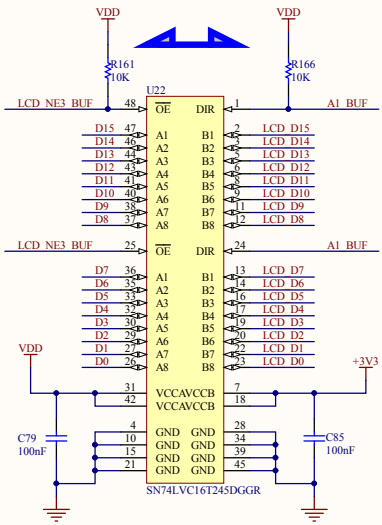 VDD VDD
R161 R166
10K 10K
U22
LCD_NE3_BUF 48 OE DIR 1 A1_BUF
D15 47 A1 B1 2 LCD_D15
D14 46 A2 B2 3 LCD_D14
D13 44 A3 B3 5 LCD_D13
D12 43 A4 B4 6 LCD_D12
D11 41 A5 B5 8 LCD_D11
D10 40 A6 B6 9 LCD_D10
D9 38 A7 B7 11 LCD_D9
D8 37 A8 B8 12 LCD_D8
LCD_NE3_BUF 25 OE DIR 24 A1_BUF
D7 36 A1 B1 13 LCD_D7
D6 35 A2 B2 14 LCD_D6
D5 33 A3 B3 16 LCD_D5
D4 32 A4 B4 17 LCD_D4
D3 30 A5 B5 19 LCD_D3
D2 29 A6 B6 20 LCD_D2
D1 27 A7 B7 22 LCD_D1
D0 26 A8 B8 23 LCD_D0
VDD +3V3
31 VCCAVCCB 7
42 VCCAVCCB 18
C79 4 GND GND 28 C85
100nF 10 GND GND 34 100nF
15 GND GND 39
21 GND GND 45
SN74LVC16T245DGGR